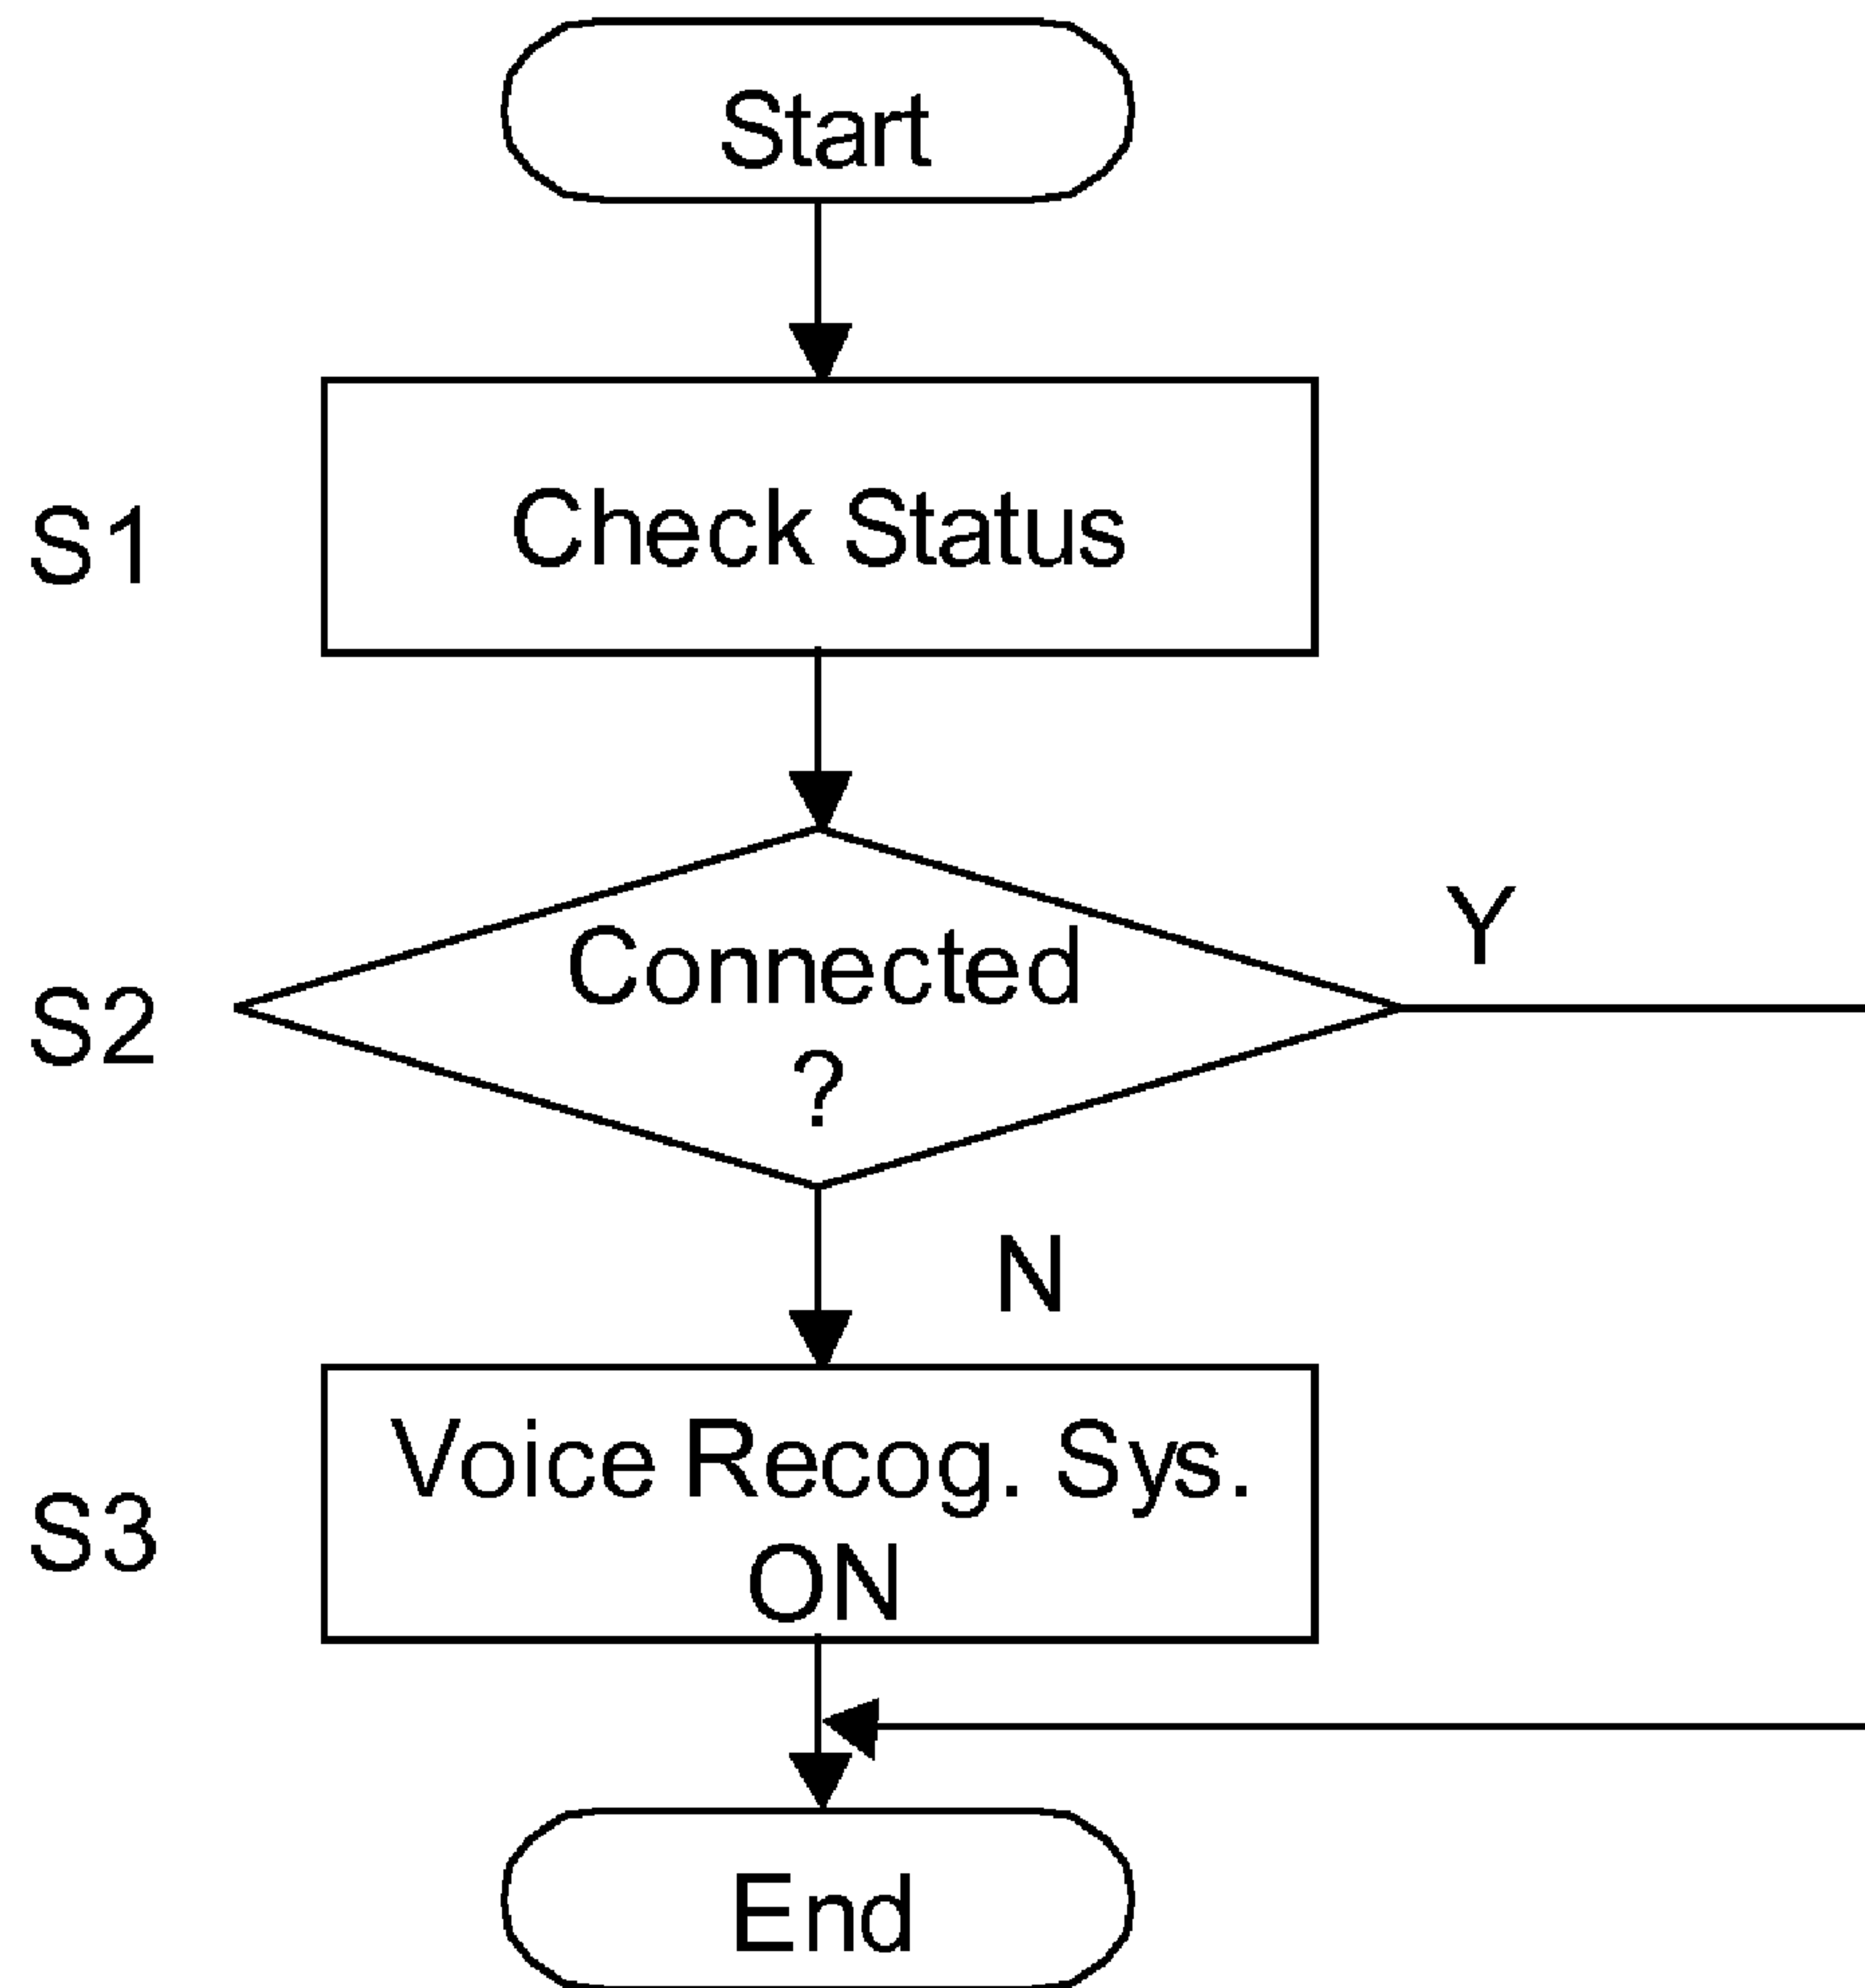 Start
S1
Check Status
S2
Connected
?
Y
N
S3
Voice Recog. Sys.
ON
End